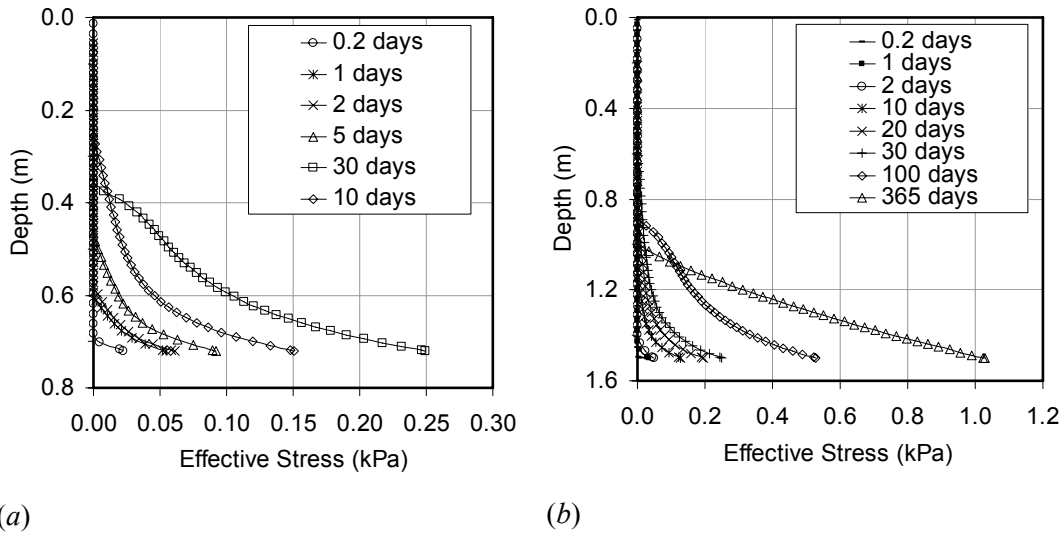 0.0
0.2
0.4
0.6
0.8
Depth (m)
0.2 days
1 days
2 days
5 days
30 days
10 days
0.00 0.05 0.10 0.15 0.20 0.25 0.30
Effective Stress (kPa)
(a)
0.0
0.4
0.8
1.2
1.6
Depth (m)
0.2 days
1 days
2 days
10 days
20 days
30 days
100 days
365 days
0.0 0.2 0.4 0.6 0.8 1.0 1.2
Effective Stress (kPa)
(b)